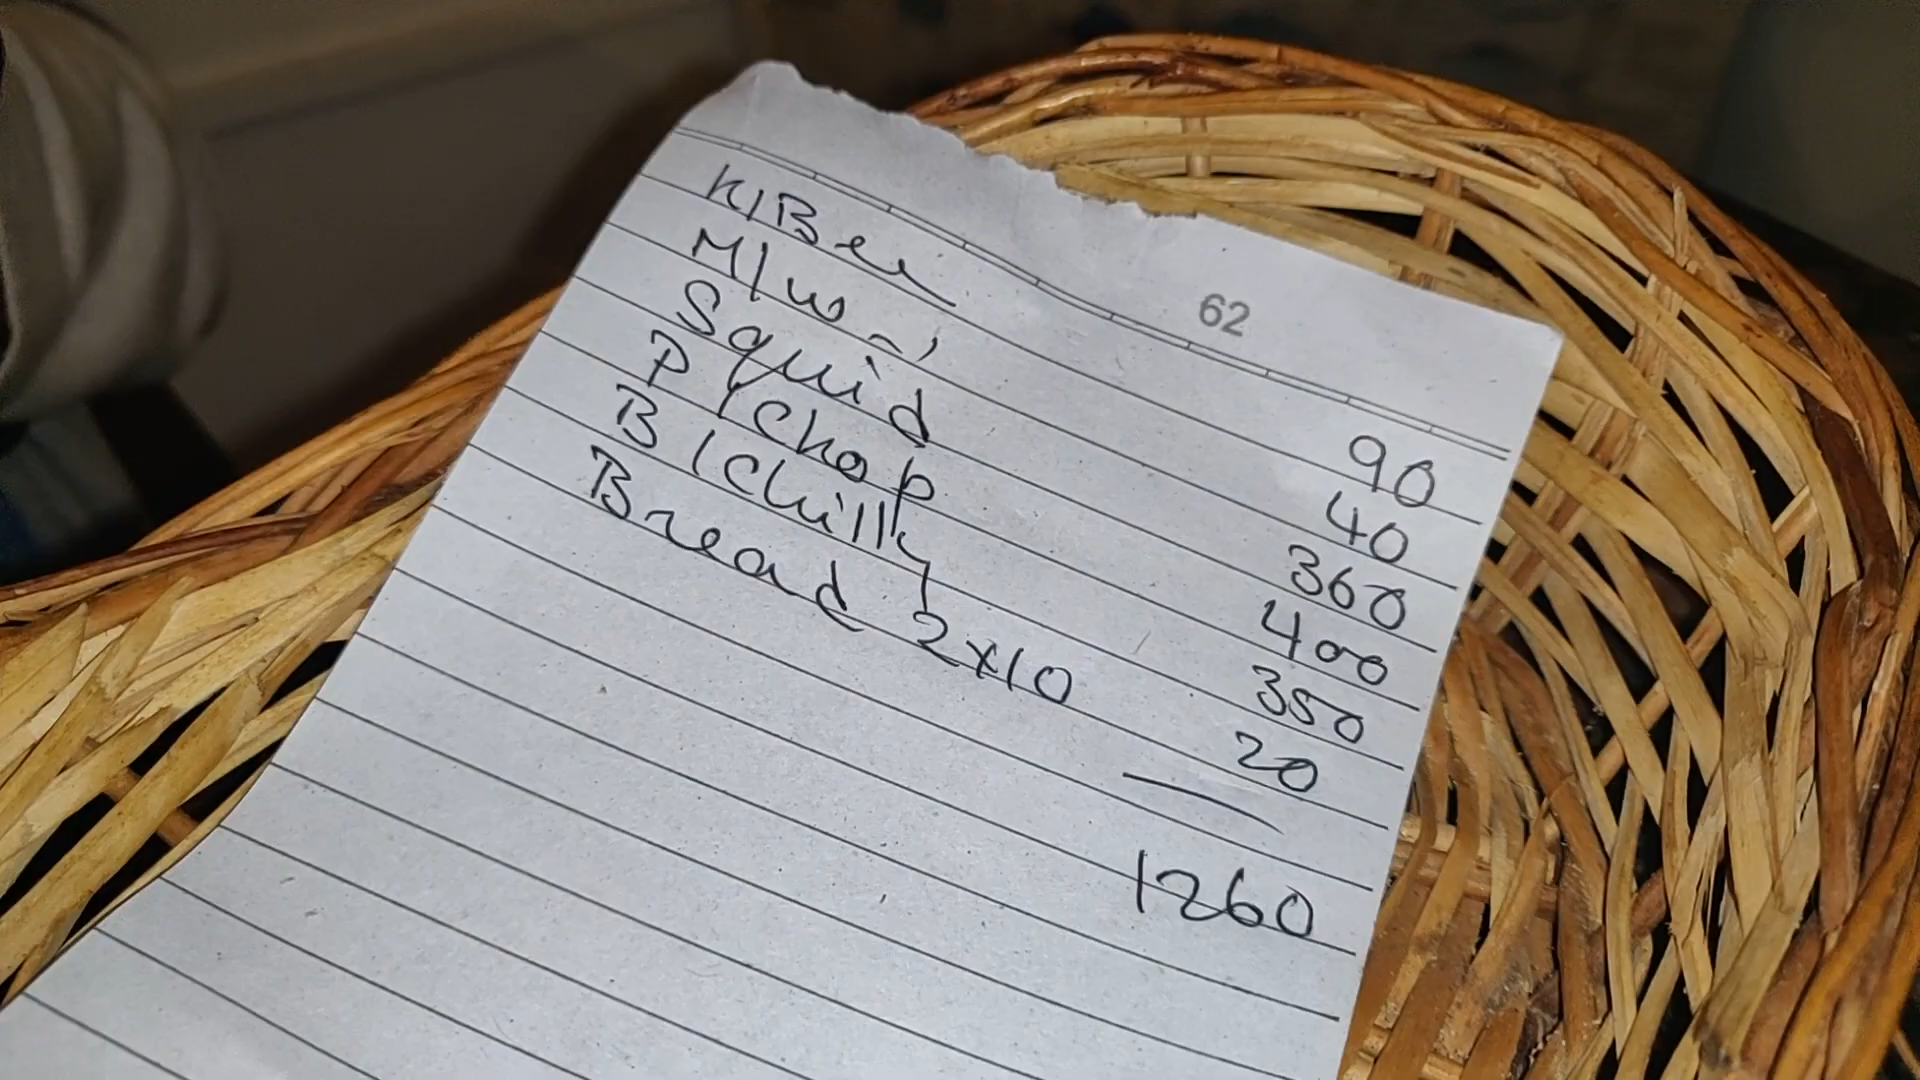 62
K/Beer 90
M/w 40
Squid 360
P/Chop 400
B/Chilly 350
Bread 2x10 20
1260